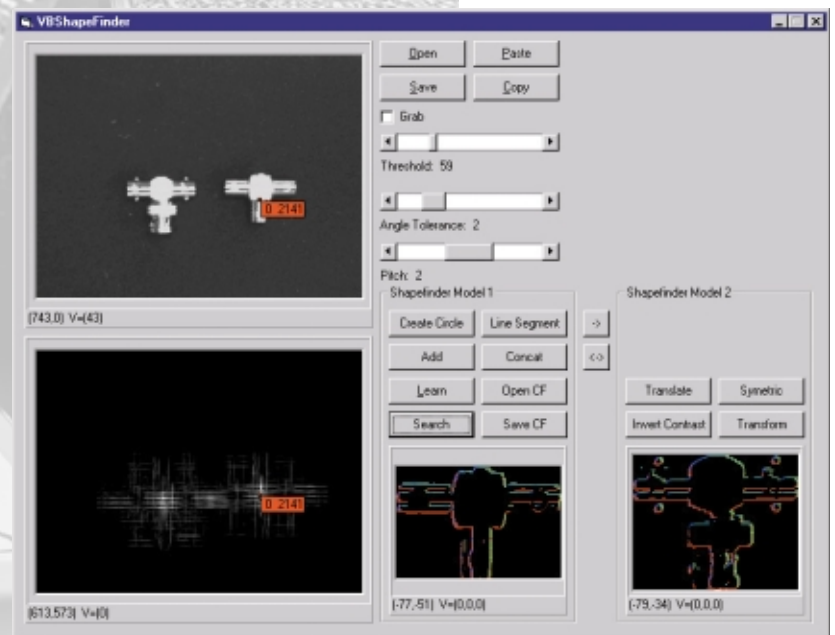 VBShapeFinder
Open Paste
Save Copy
Grab
Threshold: 59
Angle Tolerance: 2
Pitch: 2
0 2141
(743,0) V=(43)
0 2141
(613,573) V=(0)
Shapefinder Model 1
Create Circle Line Segment
Add Concat
Learn Open CF
Search Save CF
(-77,-51) V=(0,0,0)
->
<->
Shapefinder Model 2
Translate Symetric
Invert Contrast Transform
(-79,-34) V=(0,0,0)